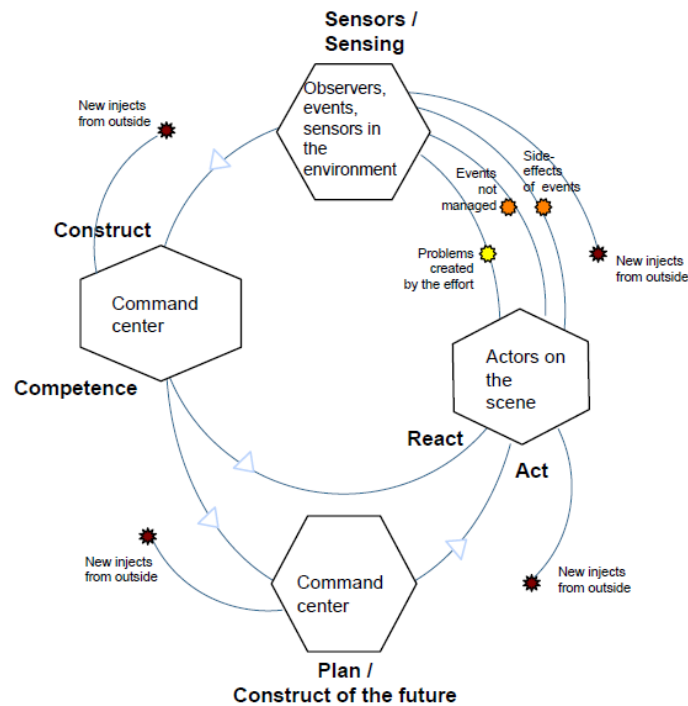 Sensors /
Sensing
Observers,
events,
sensors in
the
environment
New injects
from outside
Events
not
managed
Side-
effects
of events
Problems
created
by the effort
New injects
from outside
Construct
Command
center
Competence
Actors on
the
scene
React
Act
New injects
from outside
Command
center
New injects
from outside
Plan /
Construct of the future